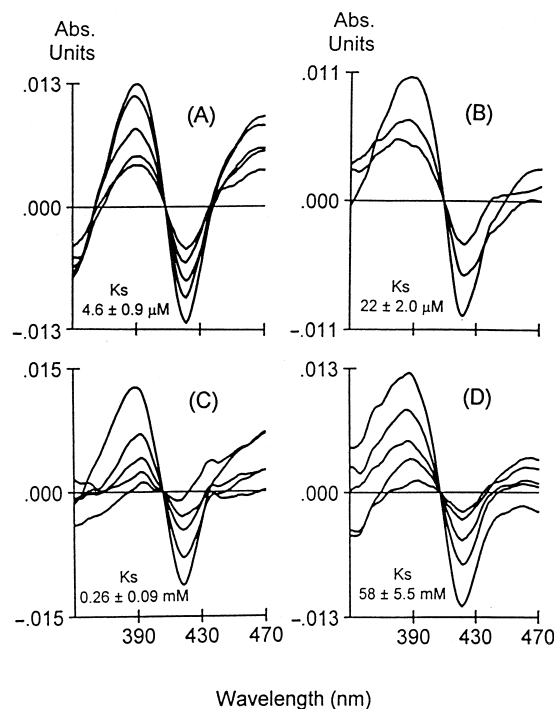 Abs.
Units
Abs.
Units
.013
.000
-.013
(A)
Ks
4.6 ± 0.9 µM
.011
.000
-.011
(B)
Ks
22 ± 2.0 µM
.015
.000
-.015
(C)
Ks
0.26 ± 0.09 mM
390 430 470
.013
.000
-.013
(D)
Ks
58 ± 5.5 mM
390 430 470
Wavelength (nm)